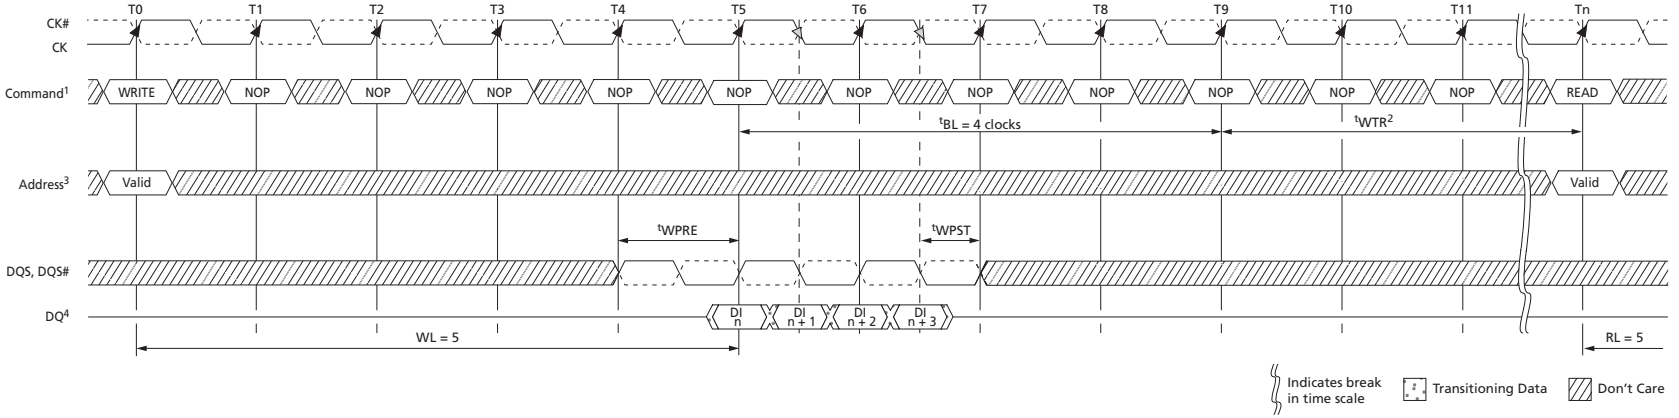 T0 T1 T2 T3 T4 T5 T6 T7 T8 T9 T10 T11 Tn
CK#
CK
Command¹ WRITE NOP NOP NOP NOP NOP NOP NOP NOP NOP NOP NOP READ
ᵗBL = 4 clocks ᵗWTR²
Address³ Valid Valid
ᵗWPRE ᵗWPST
DQS, DQS#
DQ⁴ DI DI DI DI
n n + 1 n + 2 n + 3
WL = 5 RL = 5
Indicates break
in time scale
Transitioning Data
Don't Care